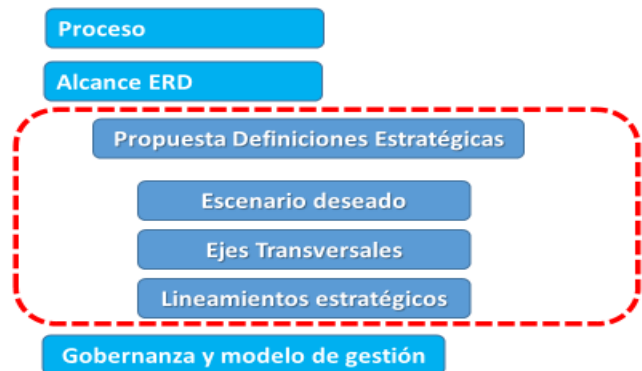 Proceso
Alcance ERD
Propuesta Definiciones Estratégicas
Escenario deseado
Ejes Transversales
Lineamientos estratégicos
Gobernanza y modelo de gestión